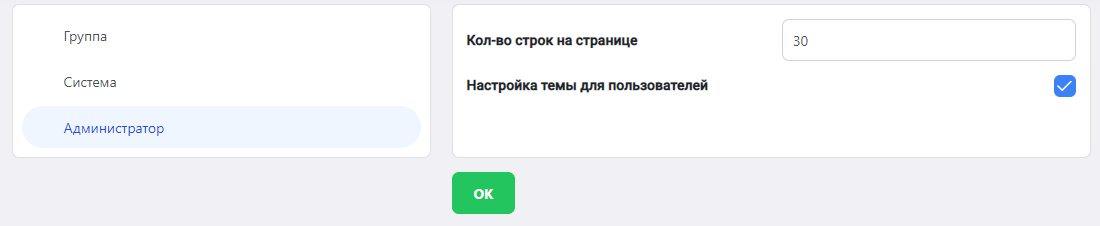 Группа
Система
Администратор
Кол-во строк на странице
30
Настройка темы для пользователей
ОК